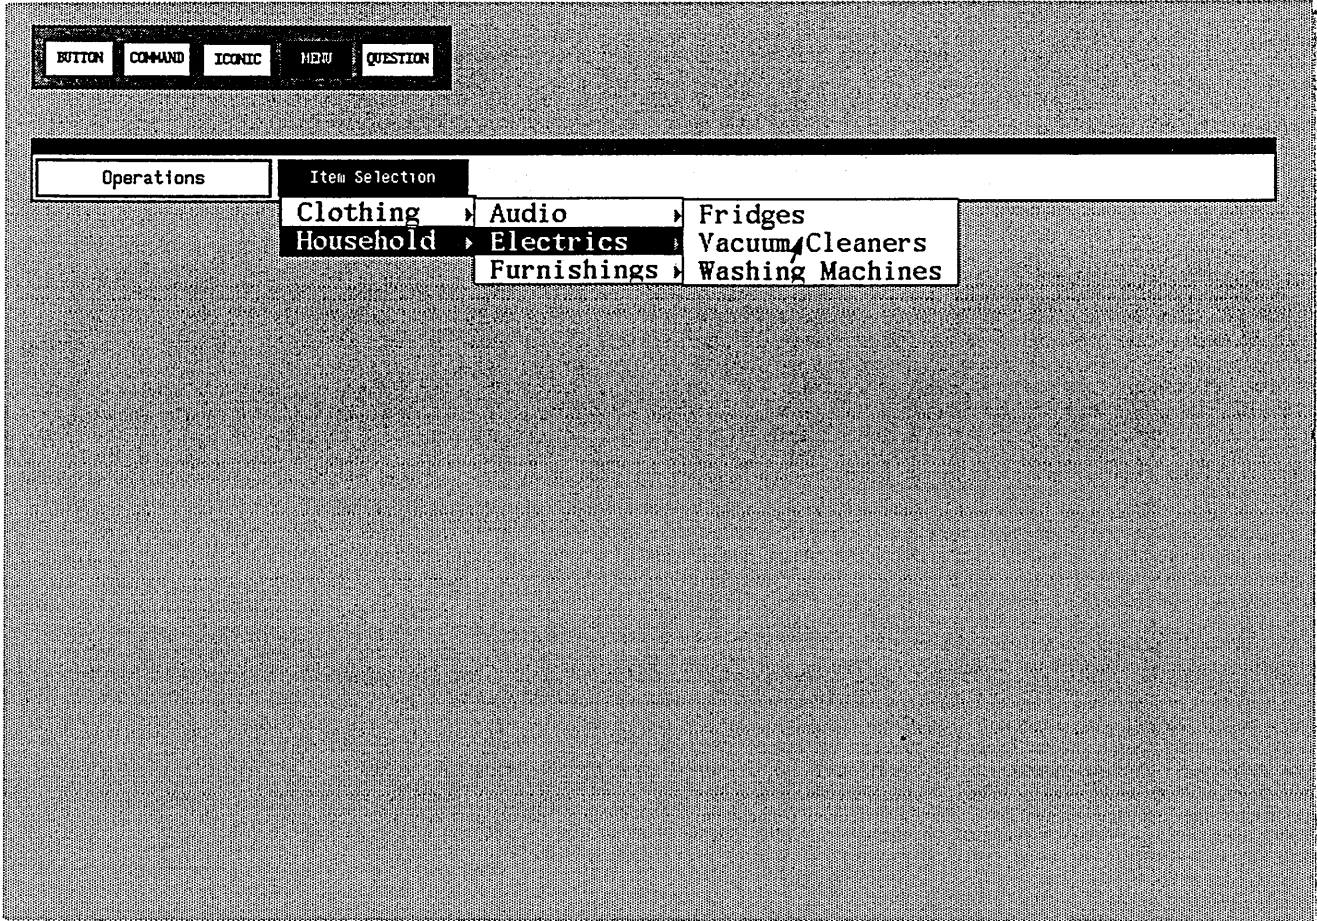 BUTTON COMMAND ICONIC MENU QUESTION
Operations Item Selection
Clothing Audio Fridges
Household Electrics Vacuum Cleaners
Furnishings Washing Machines